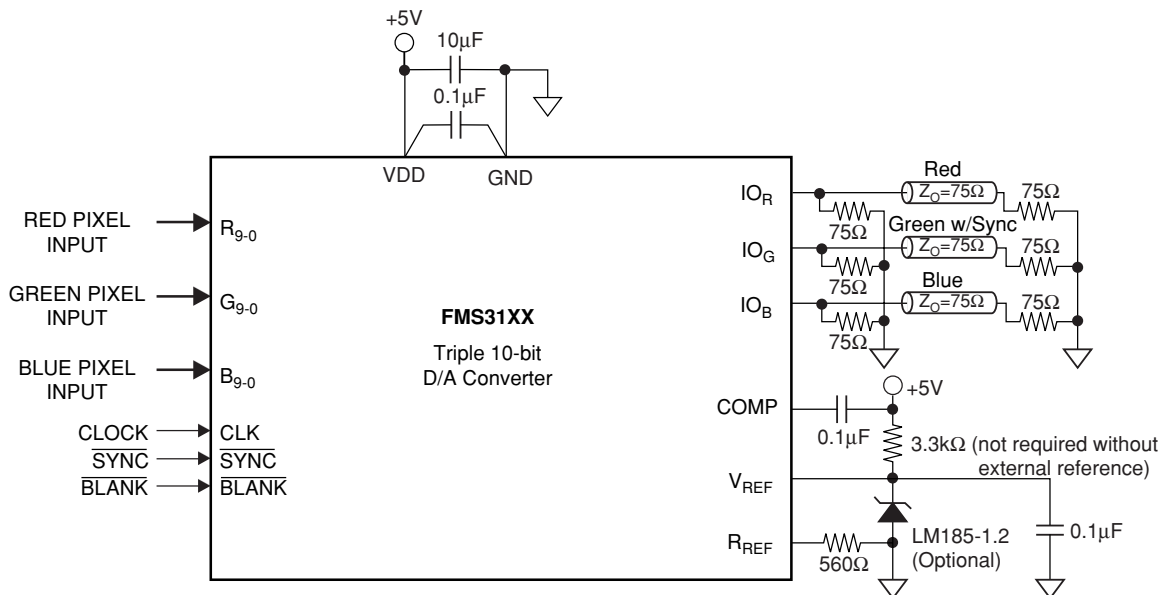 +5V
10μF
0.1μF
VDD
GND
RED PIXEL
INPUT
R9-0
GREEN PIXEL
INPUT
G9-0
BLUE PIXEL
INPUT
B9-0
CLOCK
CLK
SYNC
SYNC
BLANK
BLANK
FMS31XX
Triple 10-bit
D/A Converter
IOR
Red
ZO=75Ω
75Ω
75Ω
IOG
Green w/Sync
ZO=75Ω
75Ω
75Ω
IOB
Blue
ZO=75Ω
75Ω
75Ω
COMP
0.1μF
+5V
3.3kΩ (not required without
external reference)
VREF
RREF
560Ω
LM185-1.2
(Optional)
0.1μF